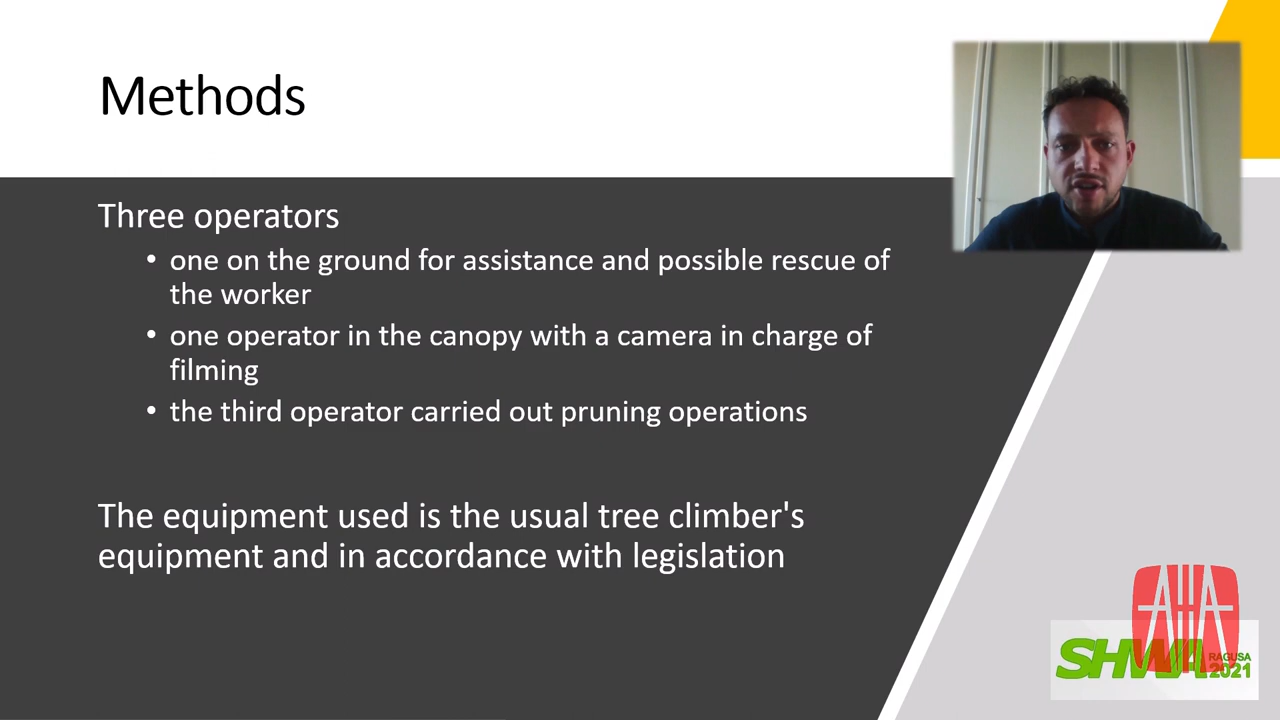 Methods
Three operators
• one on the ground for assistance and possible rescue of
the worker
• one operator in the canopy with a camera in charge of
filming
• the third operator carried out pruning operations
The equipment used is the usual tree climber's
equipment and in accordance with legislation
SHWA
RAGUSA
2021